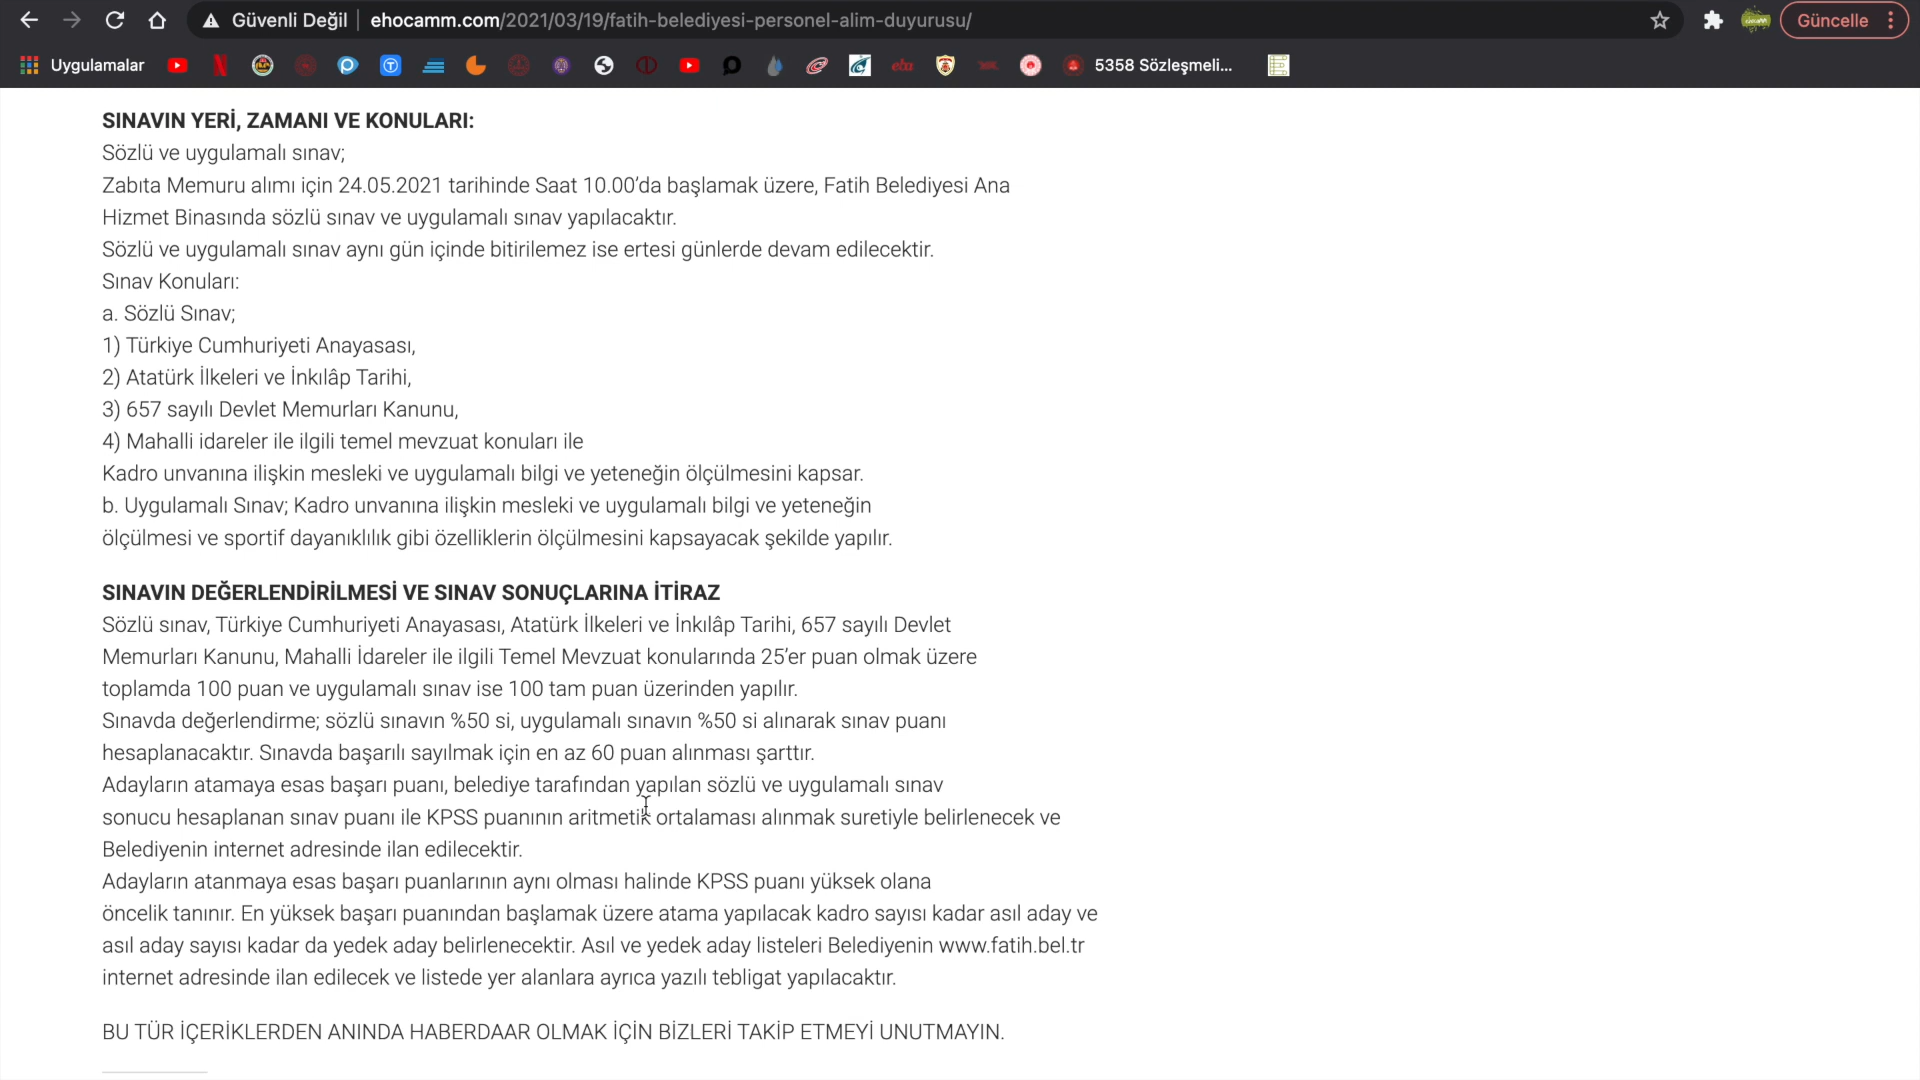 Güvenli Değil ehocamm.com/2021/03/19/fatih-belediyesi-personel-alim-duyurusu/ Güncelle
Uygulamalar eba 5358 Sözleşmeli...
SINAVIN YERİ, ZAMANI VE KONULARI:
Sözlü ve uygulamalı sınav;
Zabıta Memuru alımı için 24.05.2021 tarihinde Saat 10.00’da başlamak üzere, Fatih Belediyesi Ana
Hizmet Binasında sözlü sınav ve uygulamalı sınav yapılacaktır.
Sözlü ve uygulamalı sınav aynı gün içinde bitirilemez ise ertesi günlerde devam edilecektir.
Sınav Konuları:
a. Sözlü Sınav;
1) Türkiye Cumhuriyeti Anayasası,
2) Atatürk İlkeleri ve İnkılâp Tarihi,
3) 657 sayılı Devlet Memurları Kanunu,
4) Mahalli idareler ile ilgili temel mevzuat konuları ile
Kadro unvanına ilişkin mesleki ve uygulamalı bilgi ve yeteneğin ölçülmesini kapsar.
b. Uygulamalı Sınav; Kadro unvanına ilişkin mesleki ve uygulamalı bilgi ve yeteneğin
ölçülmesi ve sportif dayanıklılık gibi özelliklerin ölçülmesini kapsayacak şekilde yapılır.
SINAVIN DEĞERLENDİRİLMESİ VE SINAV SONUÇLARINA İTİRAZ
Sözlü sınav, Türkiye Cumhuriyeti Anayasası, Atatürk İlkeleri ve İnkılâp Tarihi, 657 sayılı Devlet
Memurları Kanunu, Mahalli İdareler ile ilgili Temel Mevzuat konularında 25’er puan olmak üzere
toplamda 100 puan ve uygulamalı sınav ise 100 tam puan üzerinden yapılır.
Sınavda değerlendirme; sözlü sınavın %50 si, uygulamalı sınavın %50 si alınarak sınav puanı
hesaplanacaktır. Sınavda başarılı sayılmak için en az 60 puan alınması şarttır.
Adayların atamaya esas başarı puanı, belediye tarafından yapılan sözlü ve uygulamalı sınav
sonucu hesaplanan sınav puanı ile KPSS puanının aritmetik ortalaması alınmak suretiyle belirlenecek ve
Belediyenin internet adresinde ilan edilecektir.
Adayların atanmaya esas başarı puanlarının aynı olması halinde KPSS puanı yüksek olana
öncelik tanınır. En yüksek başarı puanından başlamak üzere atama yapılacak kadro sayısı kadar asıl aday ve
asıl aday sayısı kadar da yedek aday belirlenecektir. Asıl ve yedek aday listeleri Belediyenin www.fatih.bel.tr
internet adresinde ilan edilecek ve listede yer alanlara ayrıca yazılı tebligat yapılacaktır.
BU TÜR İÇERİKLERDEN ANINDA HABERDAAR OLMAK İÇİN BİZLERİ TAKİP ETMEYİ UNUTMAYIN.